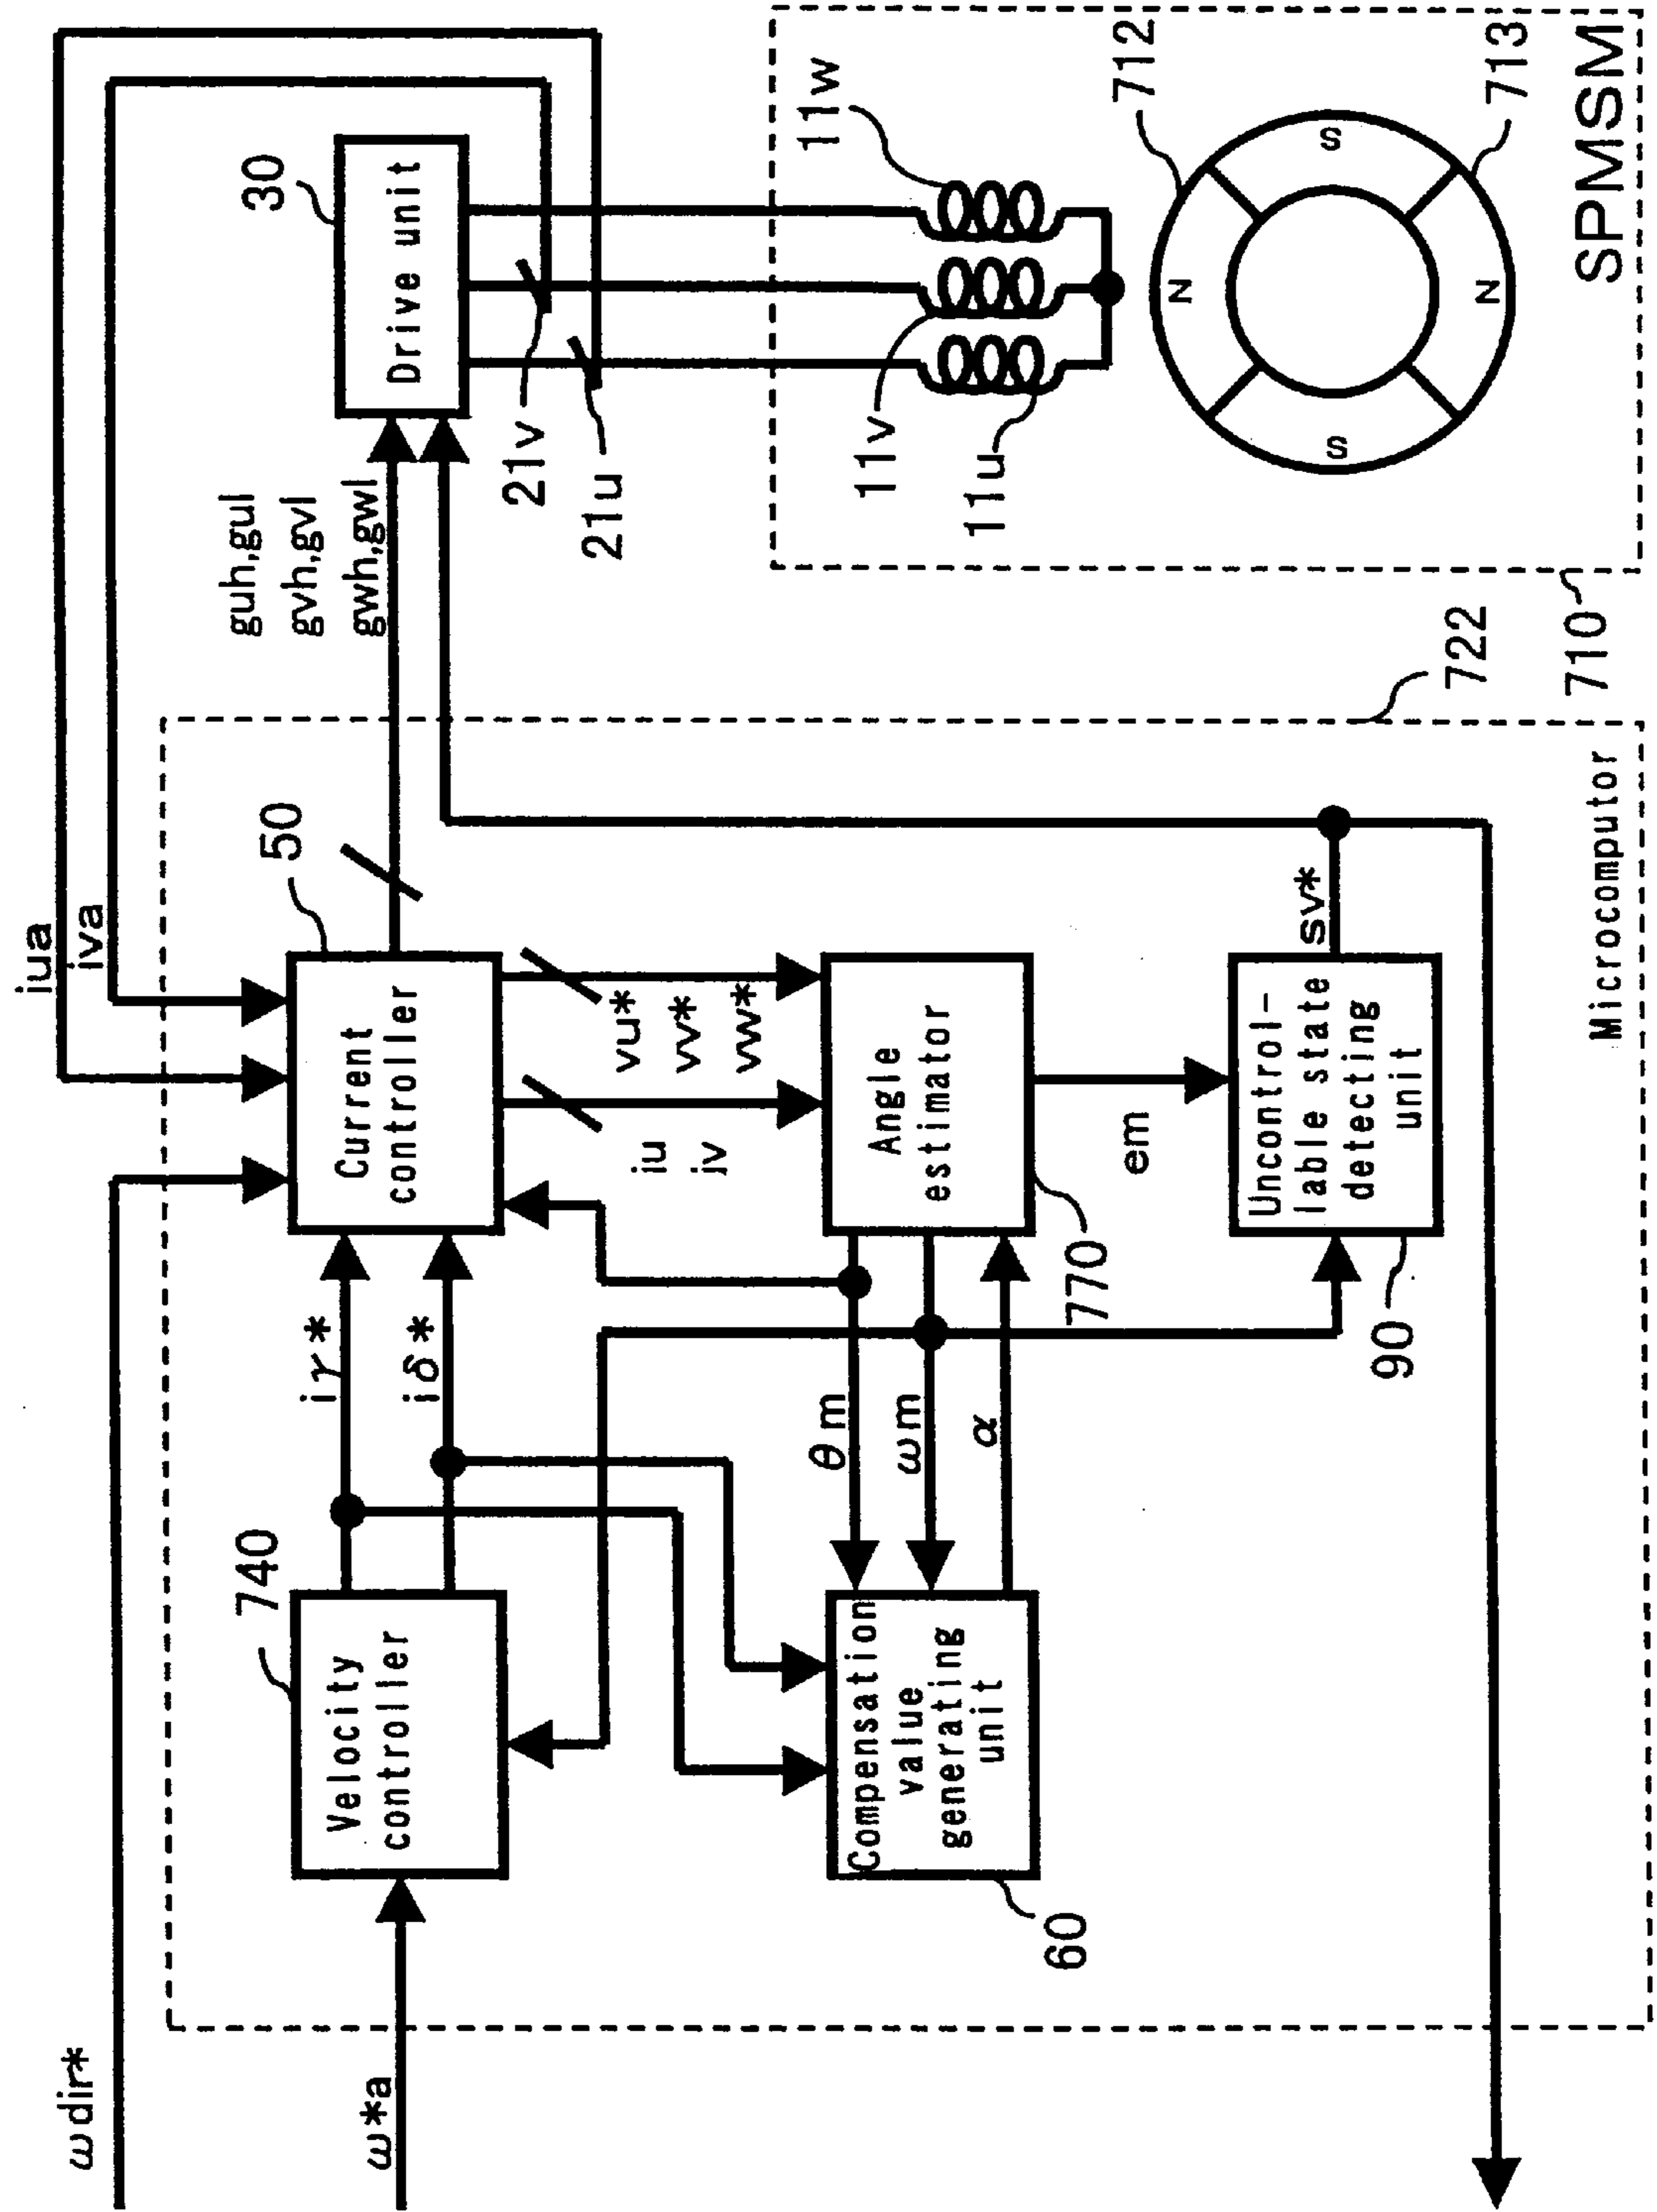 ωdir*
ω*a
iua
iva
740
Velocity
controller
iγ*
iδ*
50
Current
controller
guh,gul
gvh,gvl
gwh,gwl
30
Drive unit
21v
21u
vu*
vv*
vw*
iu
iv
60
Compensation
value
generating
unit
θm
ωm
α
Angle
estimator
770
em
90
Uncontrol-
lable state
detecting
unit
sv*
Microcomputor
722
710
11w
11v
11u
712
713
N
S
S
N
SPMSM